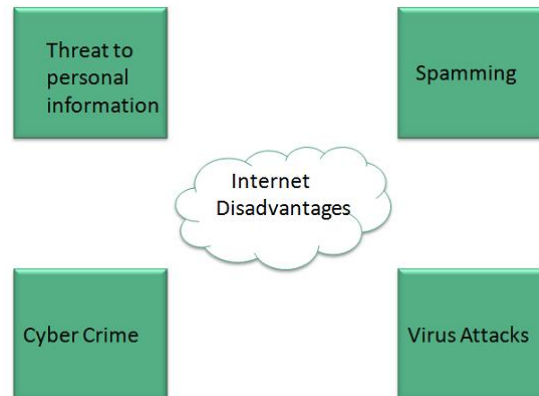 Threat to
personal
information
Spamming
Internet
Disadvantages
Cyber Crime
Virus Attacks